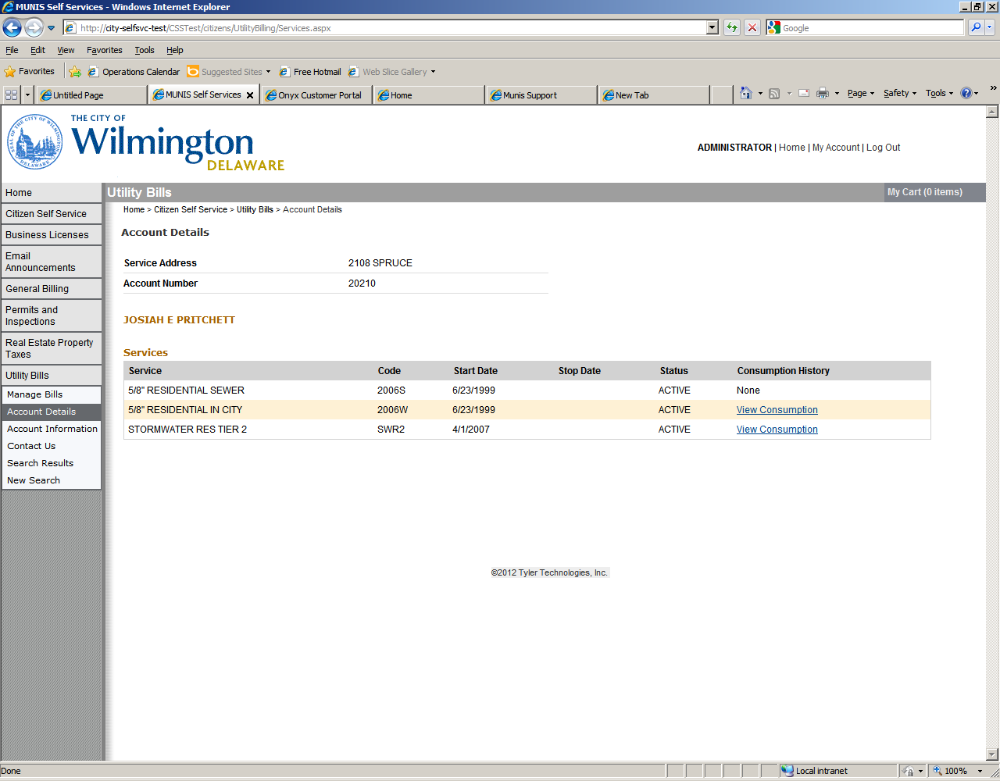 MUNIS Self Services - Windows Internet Explorer
http://city-selfsvc-test/CSSTest/citizens/UtilityBilling/Services.aspx
Google
File Edit View Favorites Tools Help
Favorites Operations Calendar Suggested Sites Free Hotmail Web Slice Gallery
Untitled Page MUNIS Self Services Onyx Customer Portal Home Munis Support New Tab Page Safety Tools
THE CITY OF
Wilmington
DELAWARE
ADMINISTRATOR | Home | My Account | Log Out
Utility Bills
My Cart (0 items)
Home > Citizen Self Service > Utility Bills > Account Details
Home
Citizen Self Service
Business Licenses
Email
Announcements
General Billing
Permits and
Inspections
Real Estate Property
Taxes
Utility Bills
Manage Bills
Account Details
Account Information
Contact Us
Search Results
New Search
Account Details
Service Address 2108 SPRUCE
Account Number 20210
JOSIAH E PRITCHETT
Services
Service Code Start Date Stop Date Status Consumption History
5/8" RESIDENTIAL SEWER 2006S 6/23/1999 ACTIVE None
5/8" RESIDENTIAL IN CITY 2006W 6/23/1999 ACTIVE View Consumption
STORMWATER RES TIER 2 SWR2 4/1/2007 ACTIVE View Consumption
©2012 Tyler Technologies, Inc.
Done
Local intranet
100%